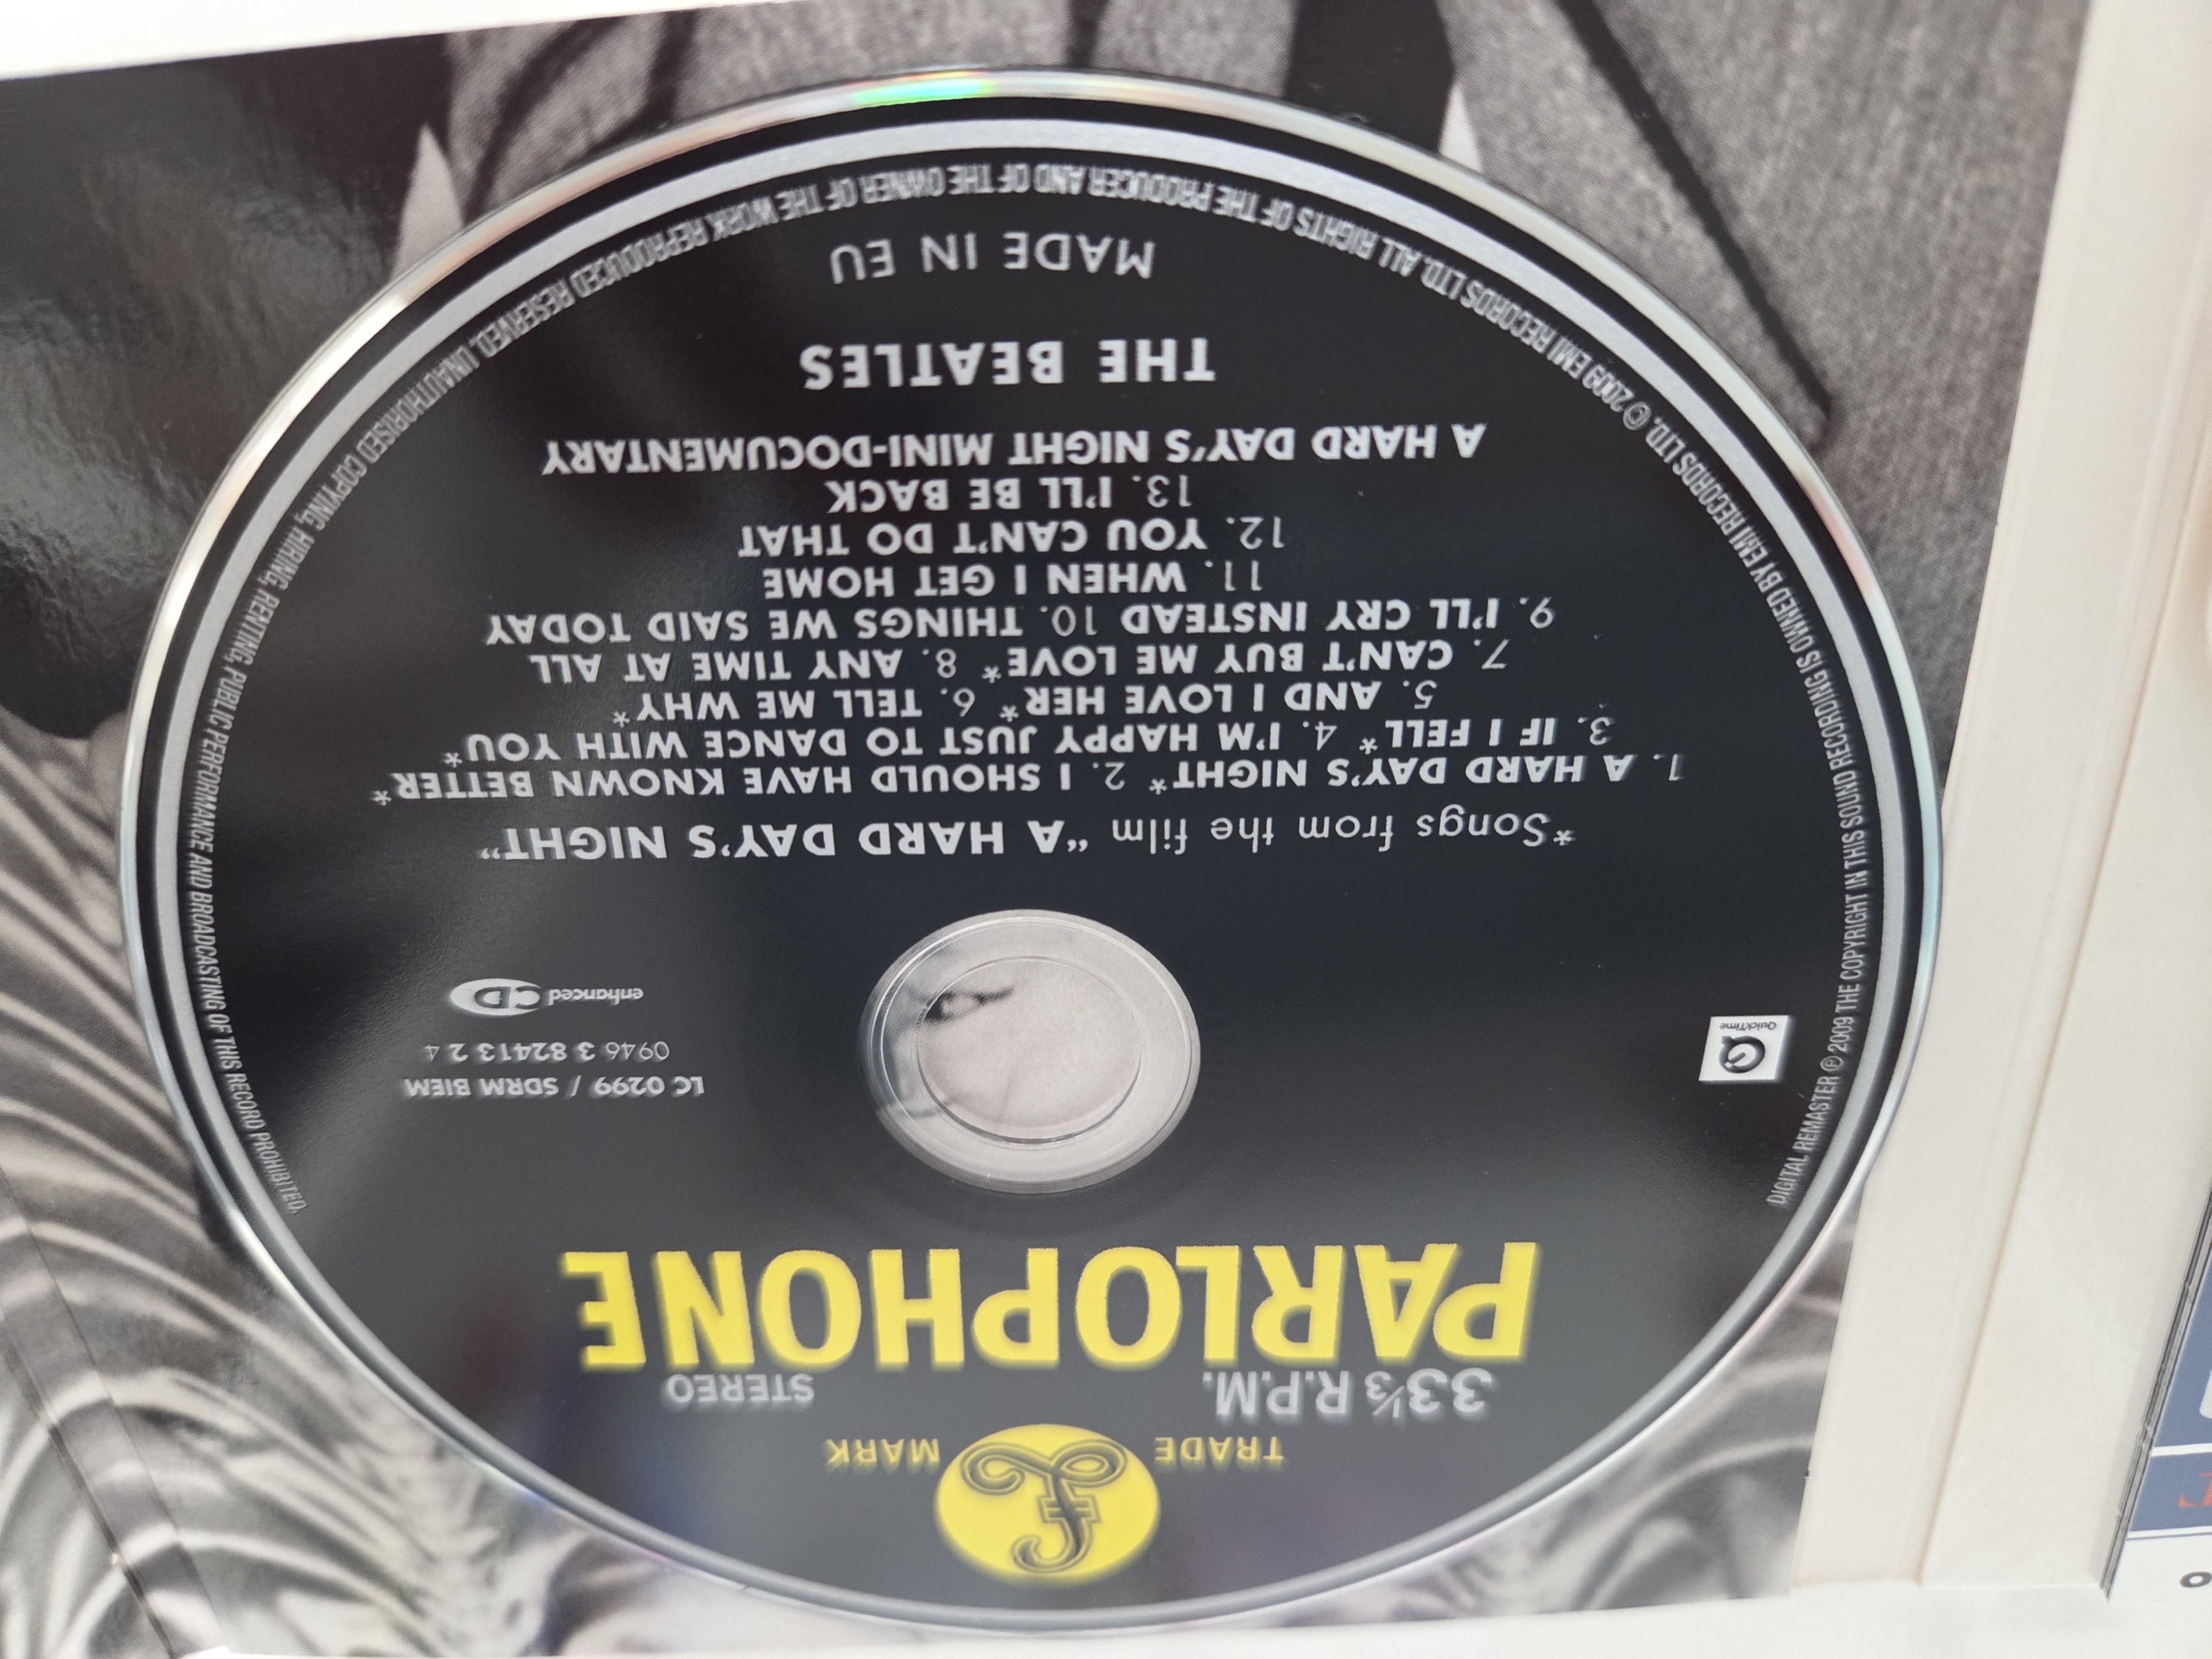 TRADE MARK
33⅓ R.P.M. STEREO
PARLOPHONE
QuickTime
LC 0299 / SDRM BIEM
0946 3 82413 2 4
enhanced CD
*Songs from the film "A HARD DAY'S NIGHT"
1. A HARD DAY'S NIGHT* 2. I SHOULD HAVE KNOWN BETTER*
3. IF I FELL* 4. I'M HAPPY JUST TO DANCE WITH YOU*
5. AND I LOVE HER* 6. TELL ME WHY*
7. CAN'T BUY ME LOVE* 8. ANY TIME AT ALL
9. I'LL CRY INSTEAD 10. THINGS WE SAID TODAY
11. WHEN I GET HOME
12. YOU CAN'T DO THAT
13. I'LL BE BACK
A HARD DAY'S NIGHT MINI-DOCUMENTARY
THE BEATLES
MADE IN EU
DIGITAL REMASTER ℗ 2009 THE COPYRIGHT IN THIS SOUND RECORDING IS OWNED BY EMI RECORDS LTD. © 2009 EMI RECORDS LTD. ALL RIGHTS OF THE PRODUCER AND OF THE OWNER OF THE WORK REPRODUCED RESERVED. UNAUTHORISED COPYING, HIRING, RENTING, PUBLIC PERFORMANCE AND BROADCASTING OF THIS RECORD PROHIBITED.